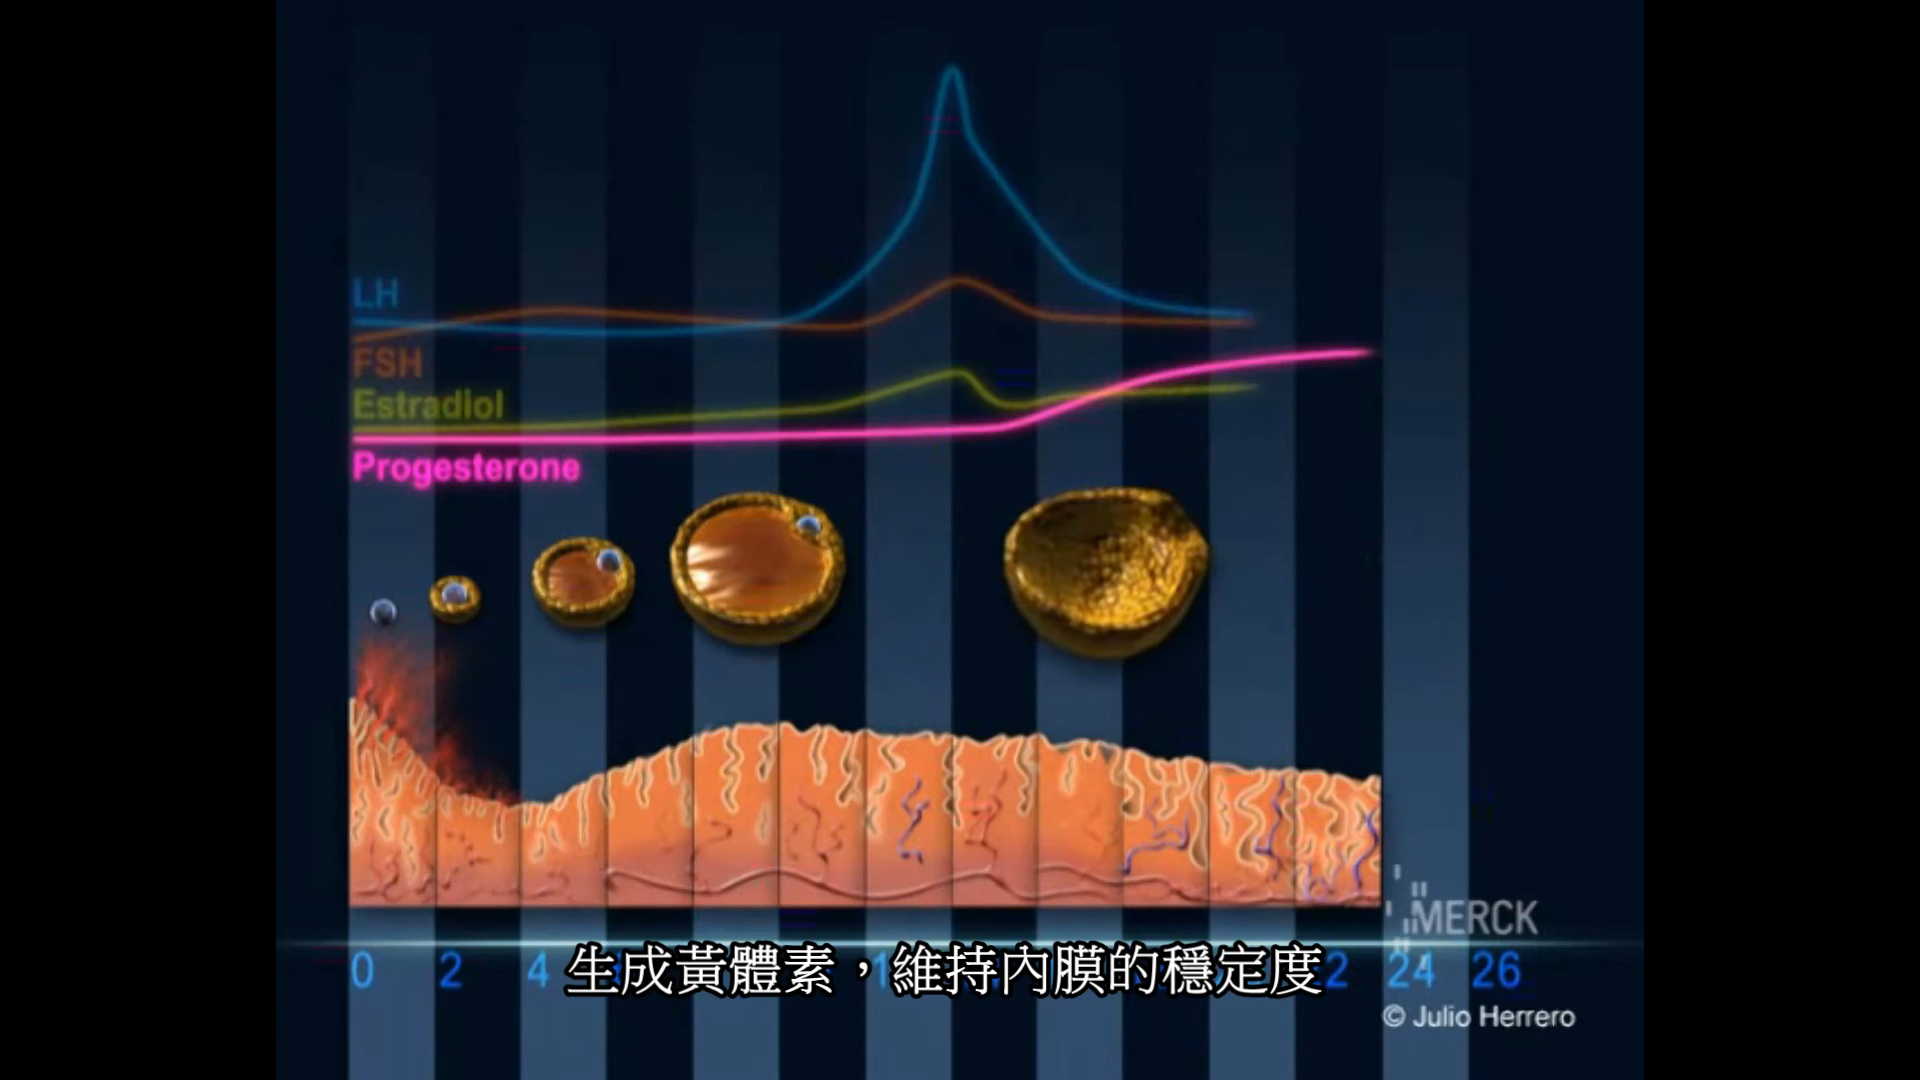 LH
FSH
Estradiol
Progesterone
MERCK
0 2 4 24 26
生成黃體素，維持內膜的穩定度
© Julio Herrero